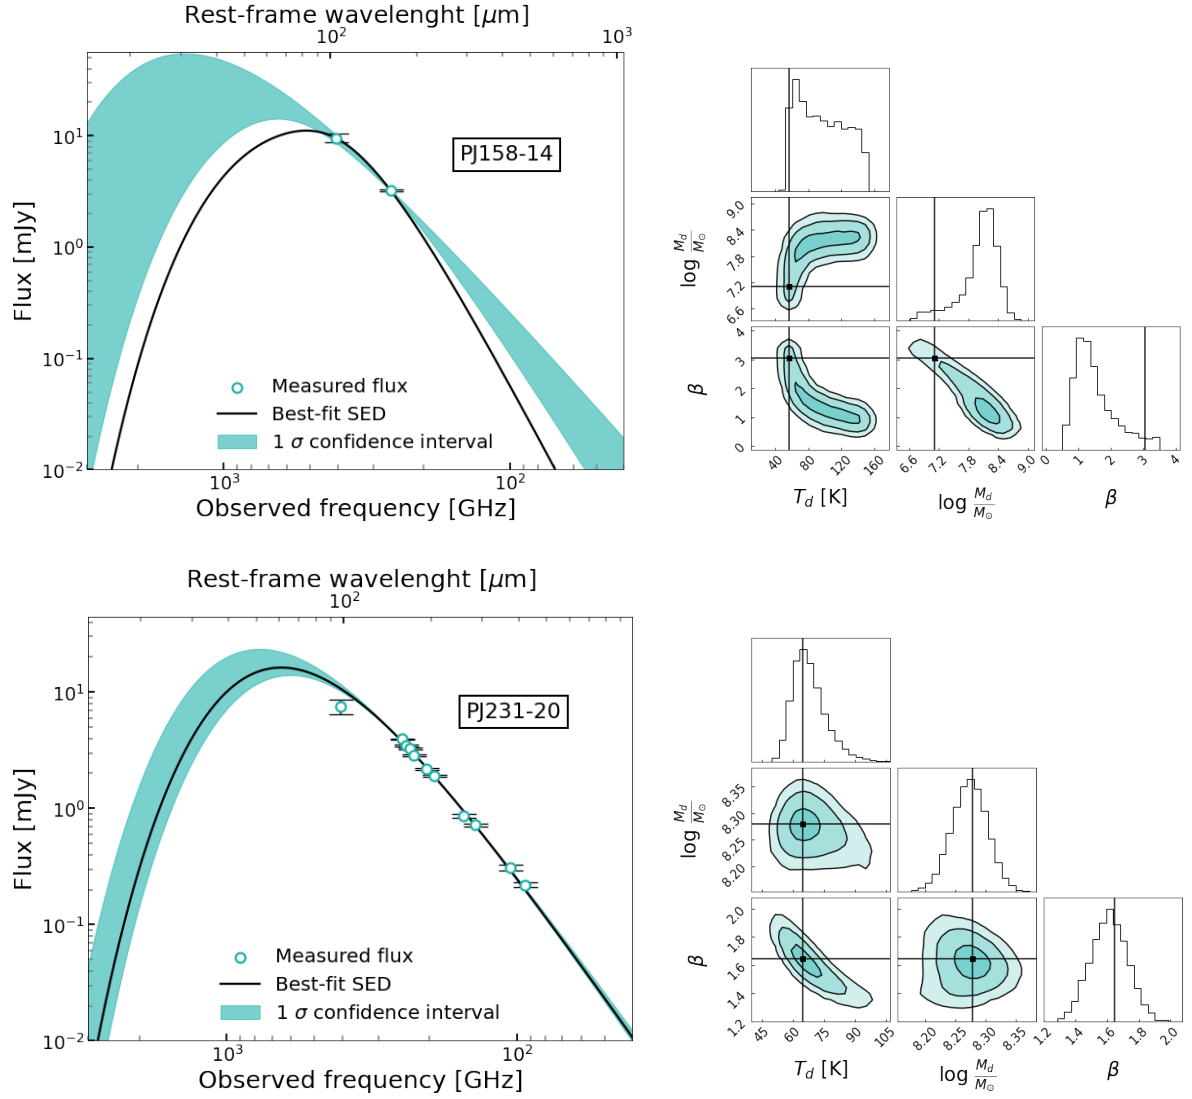 Rest-frame wavelenght [μm]
10² 10³
10¹
10⁰
10⁻¹
10⁻²
Flux [mJy]
PJ158-14
Measured flux
Best-fit SED
1 σ confidence interval
10³ 10²
Observed frequency [GHz]
9.0
8.4
7.8
7.2
6.6
log M_d/M_⊙
4
3
2
1
0
β
40 80 120 160
T_d [K]
6.6 7.2 7.8 8.4 9.0
log M_d/M_⊙
0 1 2 3 4
β
Rest-frame wavelenght [μm]
10²
10¹
10⁰
10⁻¹
10⁻²
Flux [mJy]
PJ231-20
Measured flux
Best-fit SED
1 σ confidence interval
10³ 10²
Observed frequency [GHz]
8.35
8.30
8.25
8.20
log M_d/M_⊙
2.0
1.8
1.6
1.4
1.2
β
45 60 75 90 105
T_d [K]
8.20 8.25 8.30 8.35
log M_d/M_⊙
1.2 1.4 1.6 1.8 2.0
β